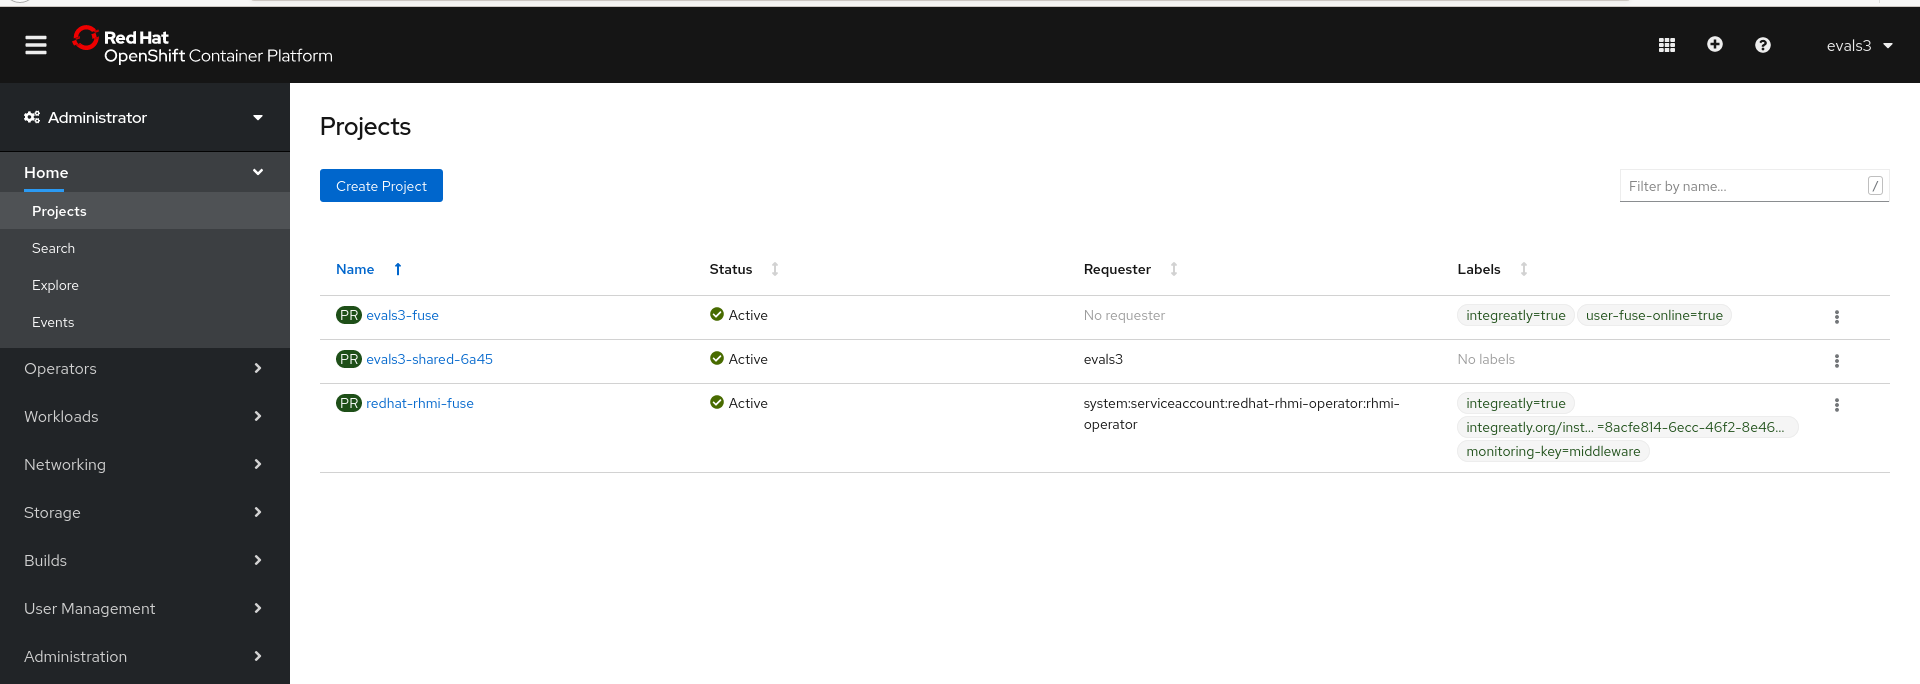 Red Hat
OpenShift Container Platform
evals3
Administrator
Home
Projects
Search
Explore
Events
Operators
Workloads
Networking
Storage
Builds
User Management
Administration
Projects
Create Project
Filter by name...
/
Name Status Requester Labels
PR evals3-fuse Active No requester integreatly=true user-fuse-online=true
PR evals3-shared-6a45 Active evals3 No labels
PR redhat-rhmi-fuse Active system:serviceaccount:redhat-rhmi-operator:rhmi-
operator
integreatly=true
integreatly.org/inst... =8acfe814-6ecc-46f2-8e46...
monitoring-key=middleware